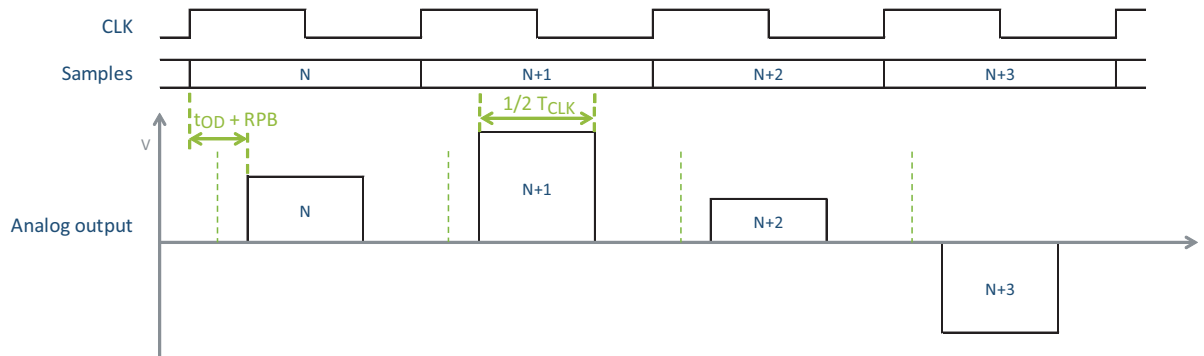 CLK
Samples
N
N+1
N+2
N+3
tOD + RPB
1/2 TCLK
V
Analog output
N
N+1
N+2
N+3